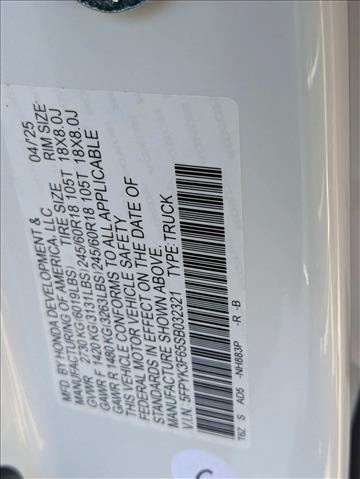 MFD. BY HONDA DEVELOPMENT & 04/25
MANUFACTURING OF AMERICA, LLC
TIRE SIZE RIM SIZE
GVWR 2730 KG(6019LBS) 245/60R18 105T 18X8.0J
GAWR F 1420 KG(3131LBS) 245/60R18 105T 18X8.0J
GAWR R 1480 KG(3263LBS)
THIS VEHICLE CONFORMS TO ALL APPLICABLE
FEDERAL MOTOR VEHICLE SAFETY
STANDARDS IN EFFECT ON THE DATE OF
MANUFACTURE SHOWN ABOVE.
V.I.N. 5FPYK3F65SB032321 TYPE:TRUCK
T6Z S AD5 -NH883P -R -B